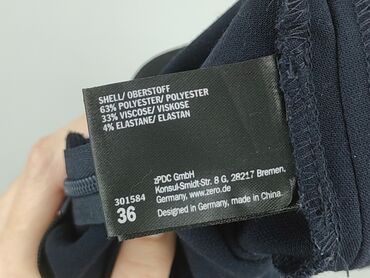 SHELL/ OBERSTOFF
63% POLYESTER/ POLYESTER
33% VISCOSE/ VISKOSE
4% ELASTANE/ ELASTAN
zPDC GmbH
Konsul-Smidt-Str. 8 G, 28217 Bremen,
Germany, www.zero.de
301584
36
Designed in Germany, made in China.